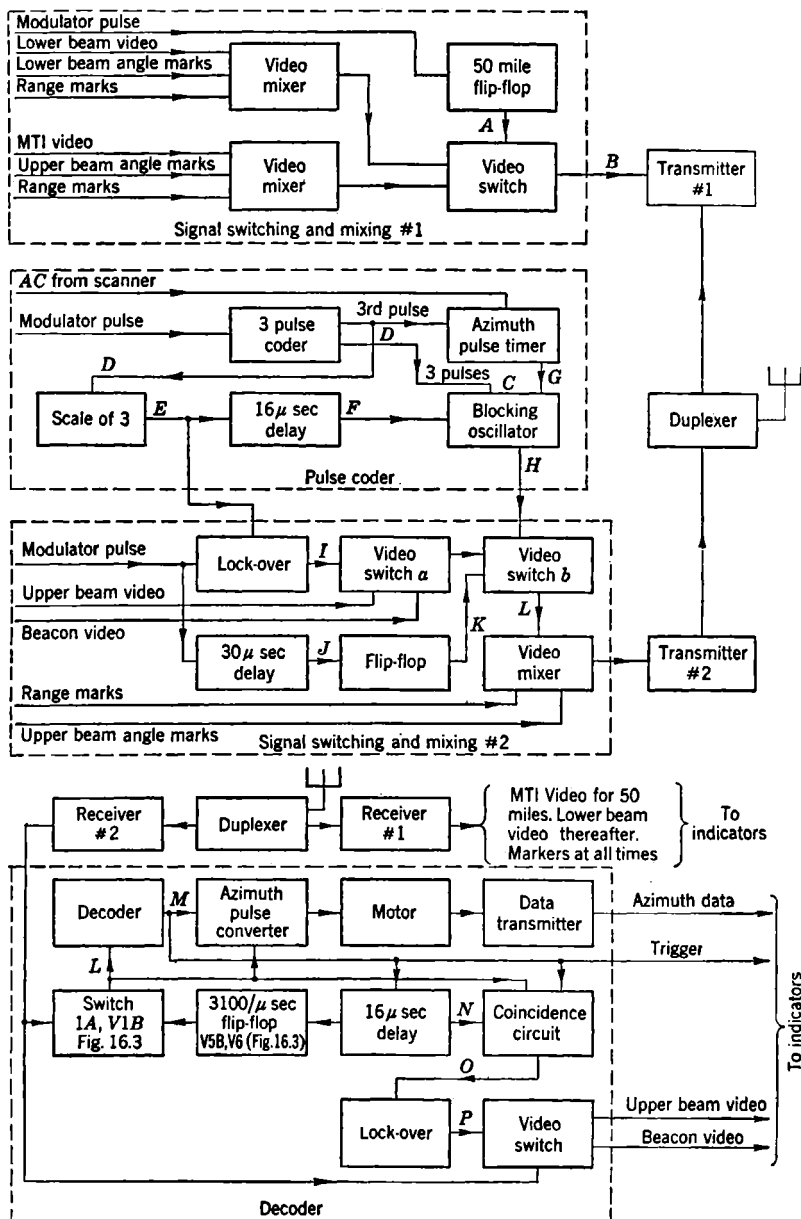 Modulator pulse
Lower beam video
Lower beam angle marks
Range marks
Video
mixer
50 mile
flip-flop
A
MTI video
Upper beam angle marks
Range marks
Video
mixer
Video
switch
B
Transmitter
#1
Signal switching and mixing #1
AC from scanner
Modulator pulse
3 pulse
coder
3rd pulse
D
Azimuth
pulse timer
D
3 pulses
C
G
Scale of 3
E
16μ sec
delay
F
Blocking
oscillator
Duplexer
H
Pulse coder
Modulator pulse
Lock-over
I
Video
switch a
Video
switch b
Upper beam video
Beacon video
K
L
30μ sec
delay
J
Flip-flop
Video
mixer
Transmitter
#2
Range marks
Upper beam angle marks
Signal switching and mixing #2
Receiver
#2
Duplexer
Receiver
#1
MTI Video for 50
miles. Lower beam
video thereafter.
Markers at all times
To
indicators
Decoder
M
Azimuth
pulse
converter
Motor
Data
transmitter
Azimuth data
Trigger
L
Switch
1A, V1B
Fig. 16.3
3100/μ sec
flip-flop
V5B,V6 (Fig.16.3)
16μ sec
delay
N
Coincidence
circuit
To indicators
O
Lock-over
P
Video
switch
Upper beam video
Beacon video
Decoder